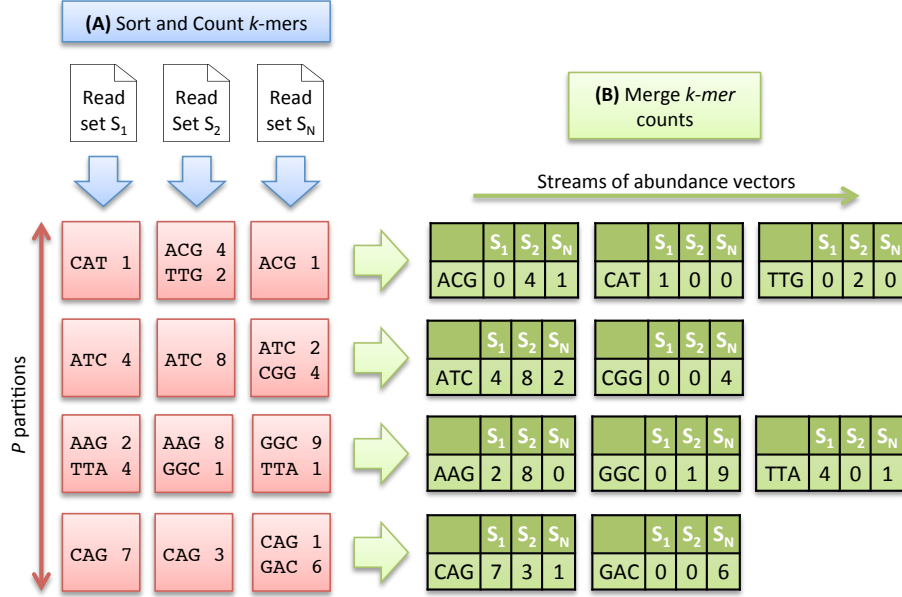 (A) Sort and Count k-mers
Read
set S1
Read
Set S2
Read
set SN
(B) Merge k-mer
counts
Streams of abundance vectors
P partitions
CAT 1
ACG 4
TTG 2
ACG 1
S1 S2 SN
ACG 0 4 1
S1 S2 SN
CAT 1 0 0
S1 S2 SN
TTG 0 2 0
ATC 4
ATC 8
ATC 2
CGG 4
S1 S2 SN
ATC 4 8 2
S1 S2 SN
CGG 0 0 4
AAG 2
TTA 4
AAG 8
GGC 1
GGC 9
TTA 1
S1 S2 SN
AAG 2 8 0
S1 S2 SN
GGC 0 1 9
S1 S2 SN
TTA 4 0 1
CAG 7
CAG 3
CAG 1
GAC 6
S1 S2 SN
CAG 7 3 1
S1 S2 SN
GAC 0 0 6